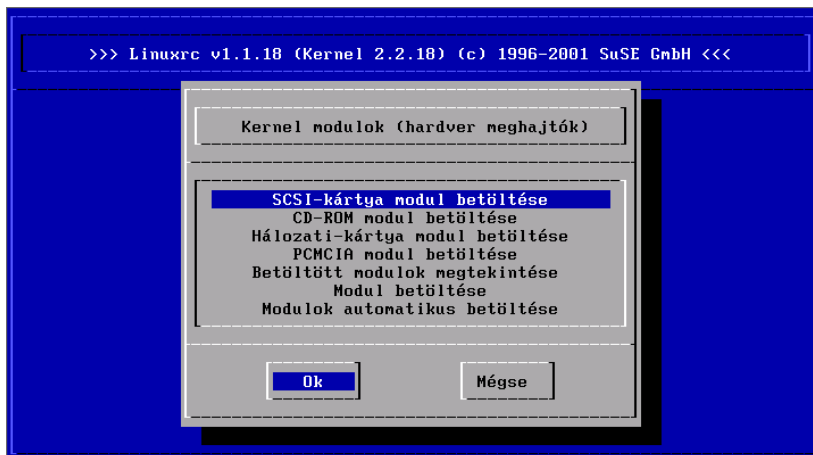 >>> Linuxrc v1.1.18 (Kernel 2.2.18) (c) 1996-2001 SuSE GmbH <<<
Kernel modulok (hardver meghajtók)
SCSI-kártya modul betöltése
CD-ROM modul betöltése
Hálozati-kártya modul betöltése
PCMCIA modul betöltése
Betöltött modulok megtekintése
Modul betöltése
Modulok automatikus betöltése
Ok Mégse